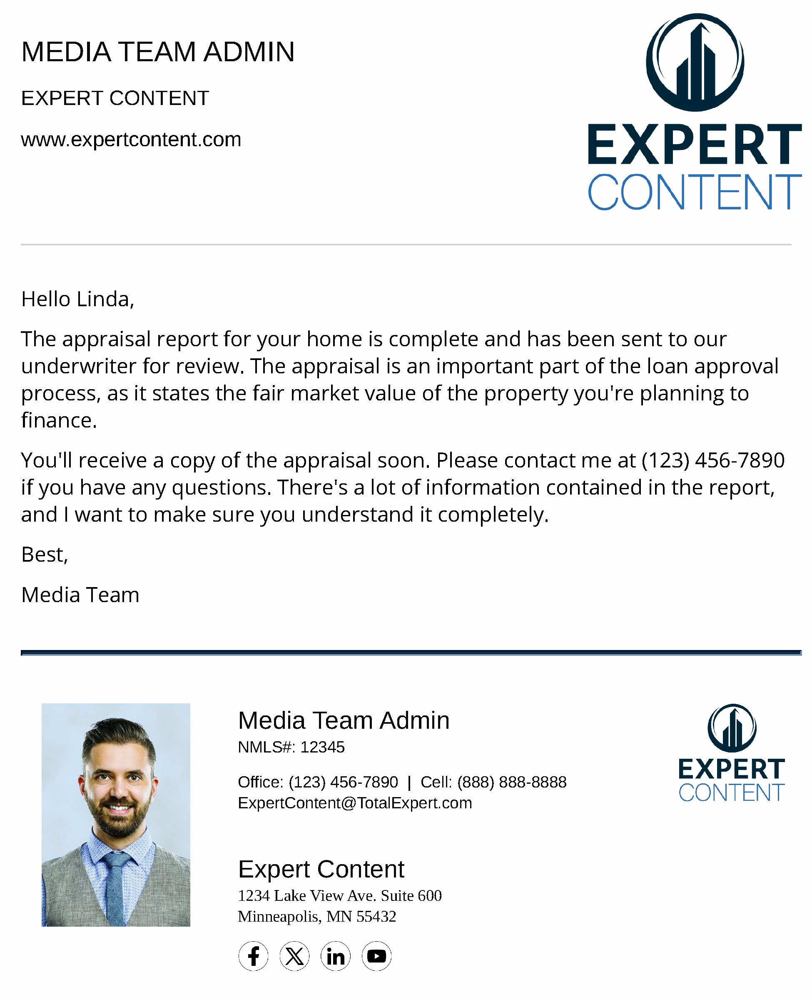 MEDIA TEAM ADMIN
EXPERT CONTENT
www.expertcontent.com
EXPERT
CONTENT
Hello Linda,
The appraisal report for your home is complete and has been sent to our
underwriter for review. The appraisal is an important part of the loan approval
process, as it states the fair market value of the property you're planning to
finance.
You'll receive a copy of the appraisal soon. Please contact me at (123) 456-7890
if you have any questions. There's a lot of information contained in the report,
and I want to make sure you understand it completely.
Best,
Media Team
Media Team Admin
NMLS#: 12345
Office: (123) 456-7890 | Cell: (888) 888-8888
ExpertContent@TotalExpert.com
EXPERT
CONTENT
Expert Content
1234 Lake View Ave. Suite 600
Minneapolis, MN 55432